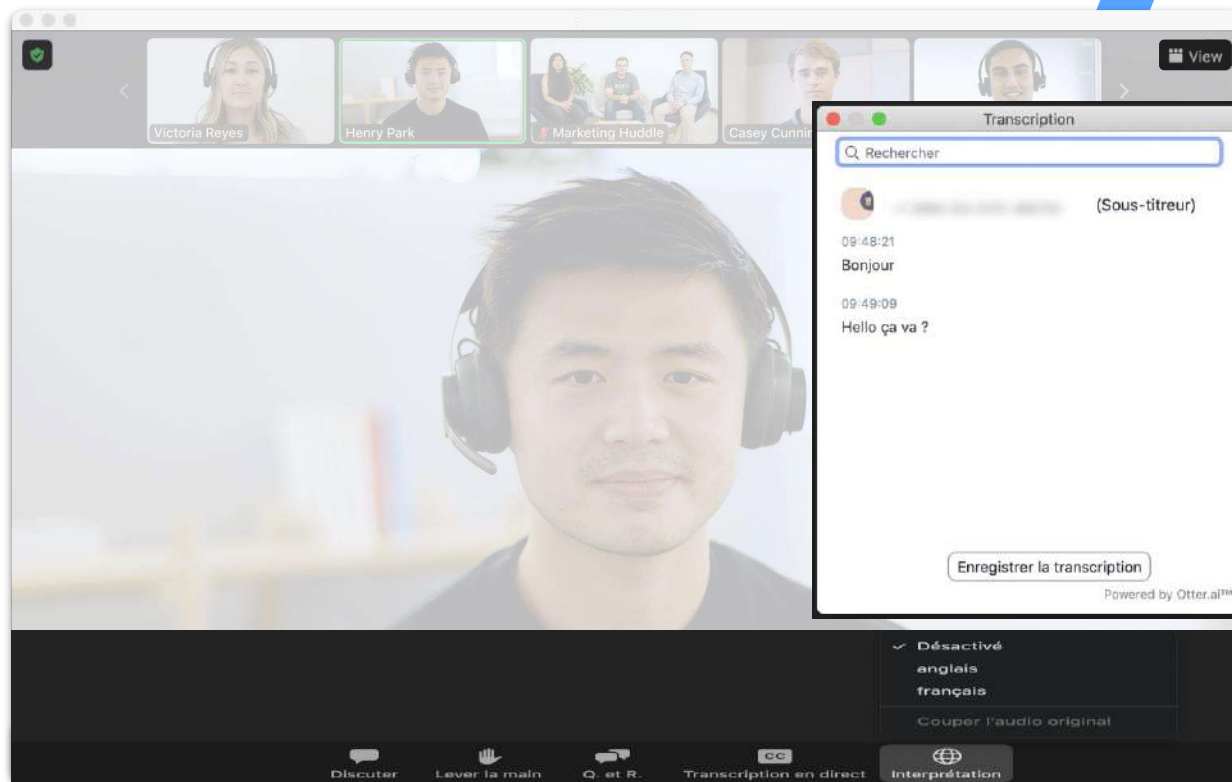 View
Victoria Reyes
Henry Park
Marketing Huddle
Casey Cunnin
Transcription
Rechercher
(Sous-titreur)
09:48:21
Bonjour
09:49:09
Hello ça va ?
Enregistrer la transcription
Powered by Otter.ai™
Désactivé
anglais
français
Couper l'audio original
Discuter
Lever la main
Q. et R.
CC
Transcription en direct
Interprétation